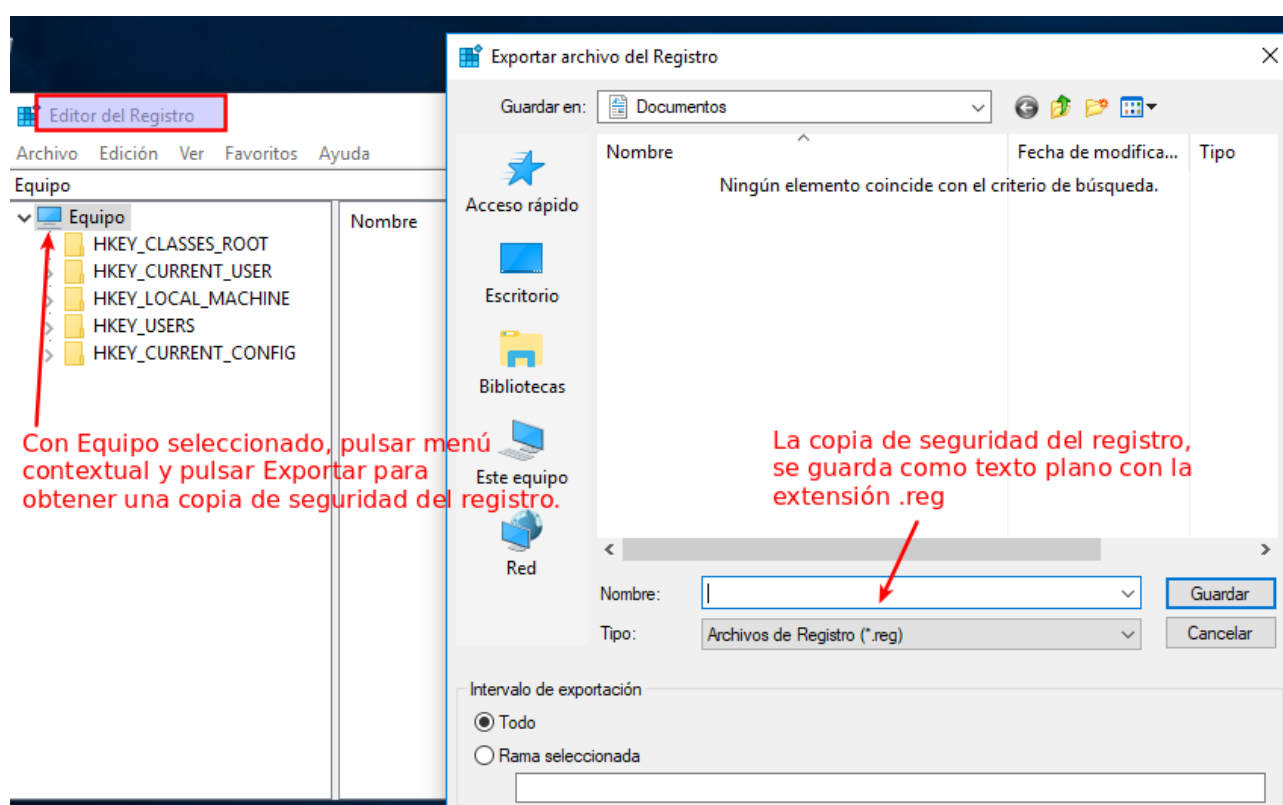 Editor del Registro
Archivo Edición Ver Favoritos Ayuda
Equipo
Equipo
HKEY_CLASSES_ROOT
HKEY_CURRENT_USER
HKEY_LOCAL_MACHINE
HKEY_USERS
HKEY_CURRENT_CONFIG
Nombre
Con Equipo seleccionado, pulsar menú
contextual y pulsar Exportar para
obtener una copia de seguridad del registro.
Exportar archivo del Registro
Guardar en: Documentos
Nombre Fecha de modifica... Tipo
Ningún elemento coincide con el criterio de búsqueda.
Acceso rápido
Escritorio
Bibliotecas
Este equipo
Red
La copia de seguridad del registro,
se guarda como texto plano con la
extensión .reg
Nombre: Guardar
Tipo: Archivos de Registro (*.reg) Cancelar
Intervalo de exportación
Todo
Rama seleccionada